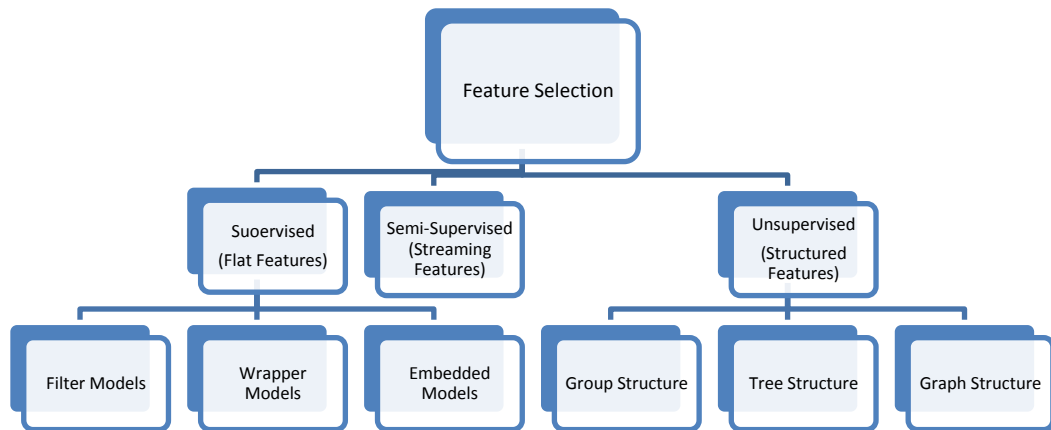 Feature Selection
Suoervised
(Flat Features)
Semi-Supervised
(Streaming
Features)
Unsupervised
(Structured
Features)
Filter Models
Wrapper
Models
Embedded
Models
Group Structure
Tree Structure
Graph Structure